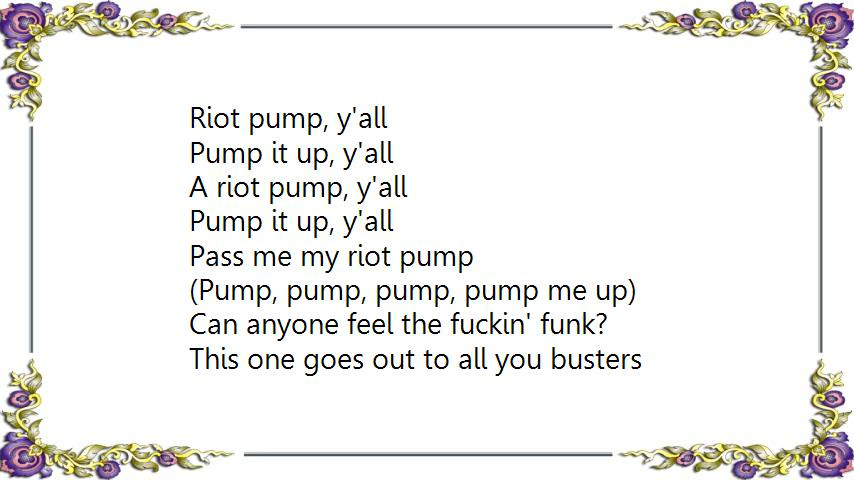 Riot pump, y'all
Pump it up, y'all
A riot pump, y'all
Pump it up, y'all
Pass me my riot pump
(Pump, pump, pump, pump me up)
Can anyone feel the fuckin' funk?
This one goes out to all you busters